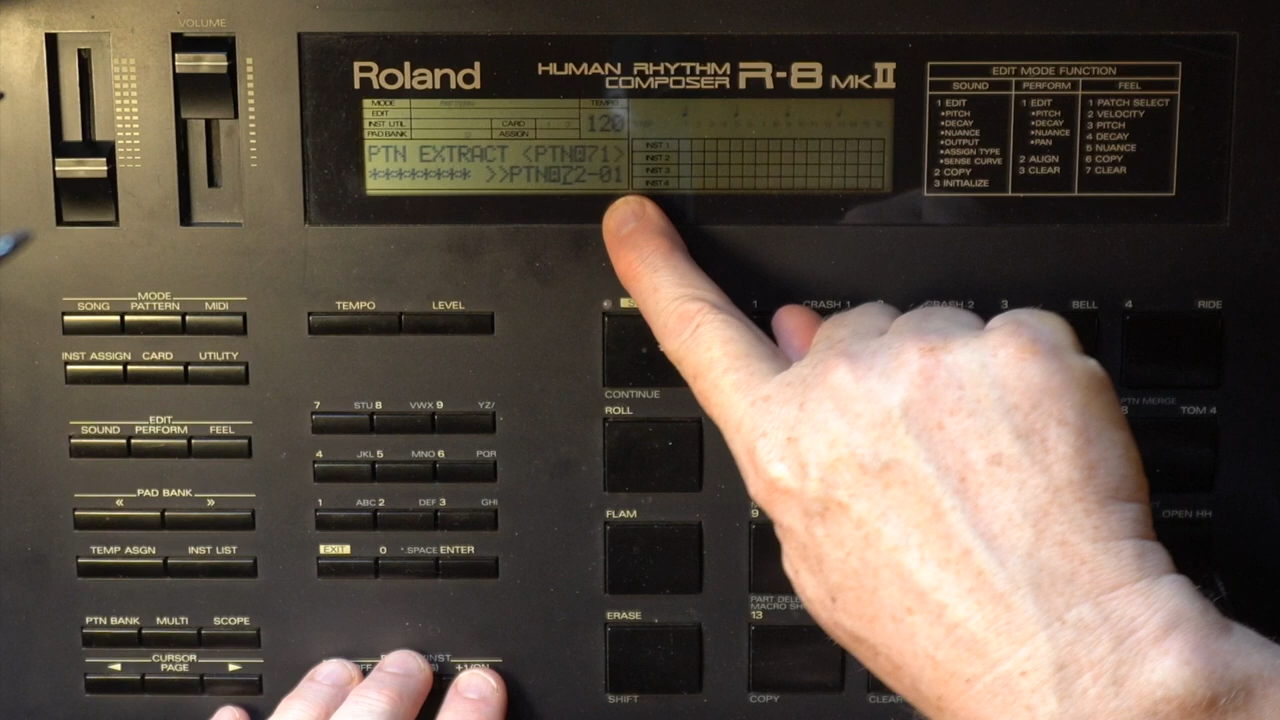 VOLUME
Roland
HUMAN RHYTHM
COMPOSER R-8 MKII
MODE PATTERN TEMPO
EDIT
INST UTIL CARD 120
PAD BANK ASSIGN
PTN EXTRACT <PTN071>
******** >>PTN072-01
INST 1
INST 2
INST 3
INST 4
EDIT MODE FUNCTION
SOUND PERFORM FEEL
1 EDIT
•PITCH
•DECAY
•NUANCE
•OUTPUT
•ASSIGN TYPE
•SENSE CURVE
2 COPY
3 INITIALIZE
1 EDIT
•PITCH
•DECAY
•NUANCE
•PAN
2 ALIGN
3 CLEAR
1 PATCH SELECT
2 VELOCITY
3 PITCH
4 DECAY
5 NUANCE
6 COPY
7 CLEAR
MODE
SONG PATTERN MIDI
INST ASSIGN CARD UTILITY
EDIT
SOUND PERFORM FEEL
PAD BANK
« »
TEMP ASGN INST LIST
PTN BANK MULTI SCOPE
CURSOR
PAGE
TEMPO LEVEL
7 STU 8 VWX 9 YZ/
4 JKL 5 MNO 6 PQR
1 ABC 2 DEF 3 GHI
EXIT 0 *.SPACE ENTER
1 CRASH 1 2 CRASH 2 3 BELL 4 RIDE
CONTINUE
ROLL
PTN MERGE
8 TOM 4
FLAM
9
OPEN HH
ERASE
13
SHIFT COPY CLEAR